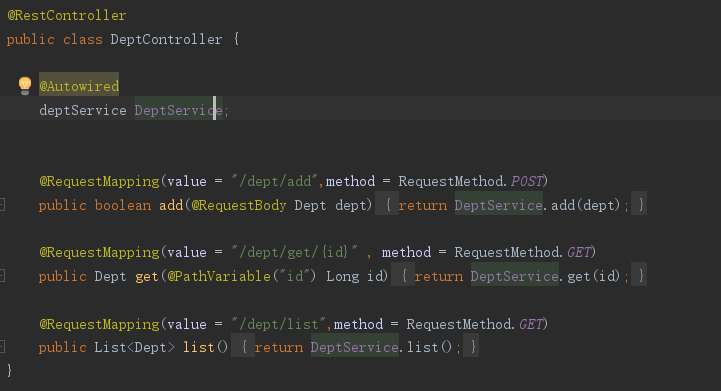 @RestController
public class DeptController {
@Autowired
deptService DeptService;
@RequestMapping(value = "/dept/add",method = RequestMethod.POST)
public boolean add(@RequestBody Dept dept) { return DeptService.add(dept); }
@RequestMapping(value = "/dept/get/{id}" , method = RequestMethod.GET)
public Dept get(@PathVariable("id") Long id) { return DeptService.get(id); }
@RequestMapping(value = "/dept/list",method = RequestMethod.GET)
public List<Dept> list() { return DeptService.list(); }
}